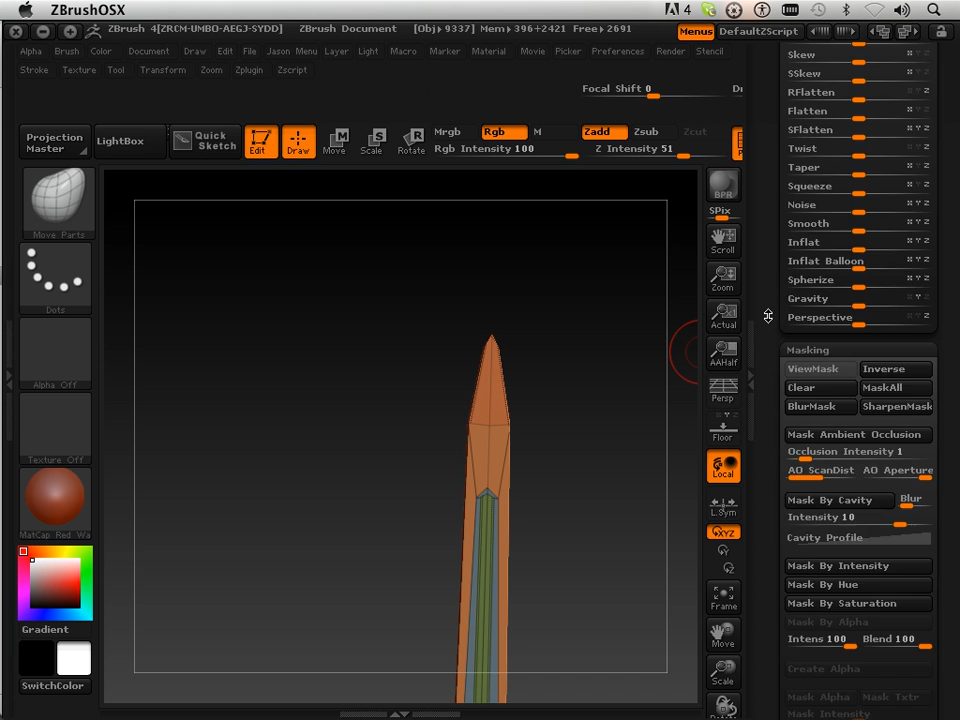 ZBrushOSX
4
ZBrush 4[ZRCM-UMBO-AEGJ-SYDD] ZBrush Document [Obj▸ 9337] Mem▸396+2421 Free▸2691 Menus DefaultZScript
Alpha Brush Color Document Draw Edit File Jason Menu Layer Light Macro Marker Material Movie Picker Preferences Render Stencil
Stroke Texture Tool Transform Zoom Zplugin Zscript
Focal Shift 0
Projection Master
LightBox
Quick Sketch
Edit
Draw
Move
Scale
Rotate
Mrgb Rgb M Zadd Zsub Zcut
Rgb Intensity 100 Z Intensity 51
Move Parts
Dots
Alpha Off
Texture Off
MatCap Red Wa
Gradient
SwitchColor
BPR
SPix
Scroll
Zoom
Actual
AAHalf
Persp
Floor
Local
L.Sym
XYZ
Frame
Move
Scale
Skew
SSkew
RFlatten
Flatten
SFlatten
Twist
Taper
Squeeze
Noise
Smooth
Inflat
Inflat Balloon
Spherize
Gravity
Perspective
Masking
ViewMask Inverse
Clear MaskAll
BlurMask SharpenMask
Mask Ambient Occlusion
Occlusion Intensity 1
AO ScanDist AO Aperture
Mask By Cavity Blur
Intensity 10
Cavity Profile
Mask By Intensity
Mask By Hue
Mask By Saturation
Mask By Alpha
Intens 100 Blend 100
Create Alpha
Mask Alpha Mask Txtr
Mask Intensity